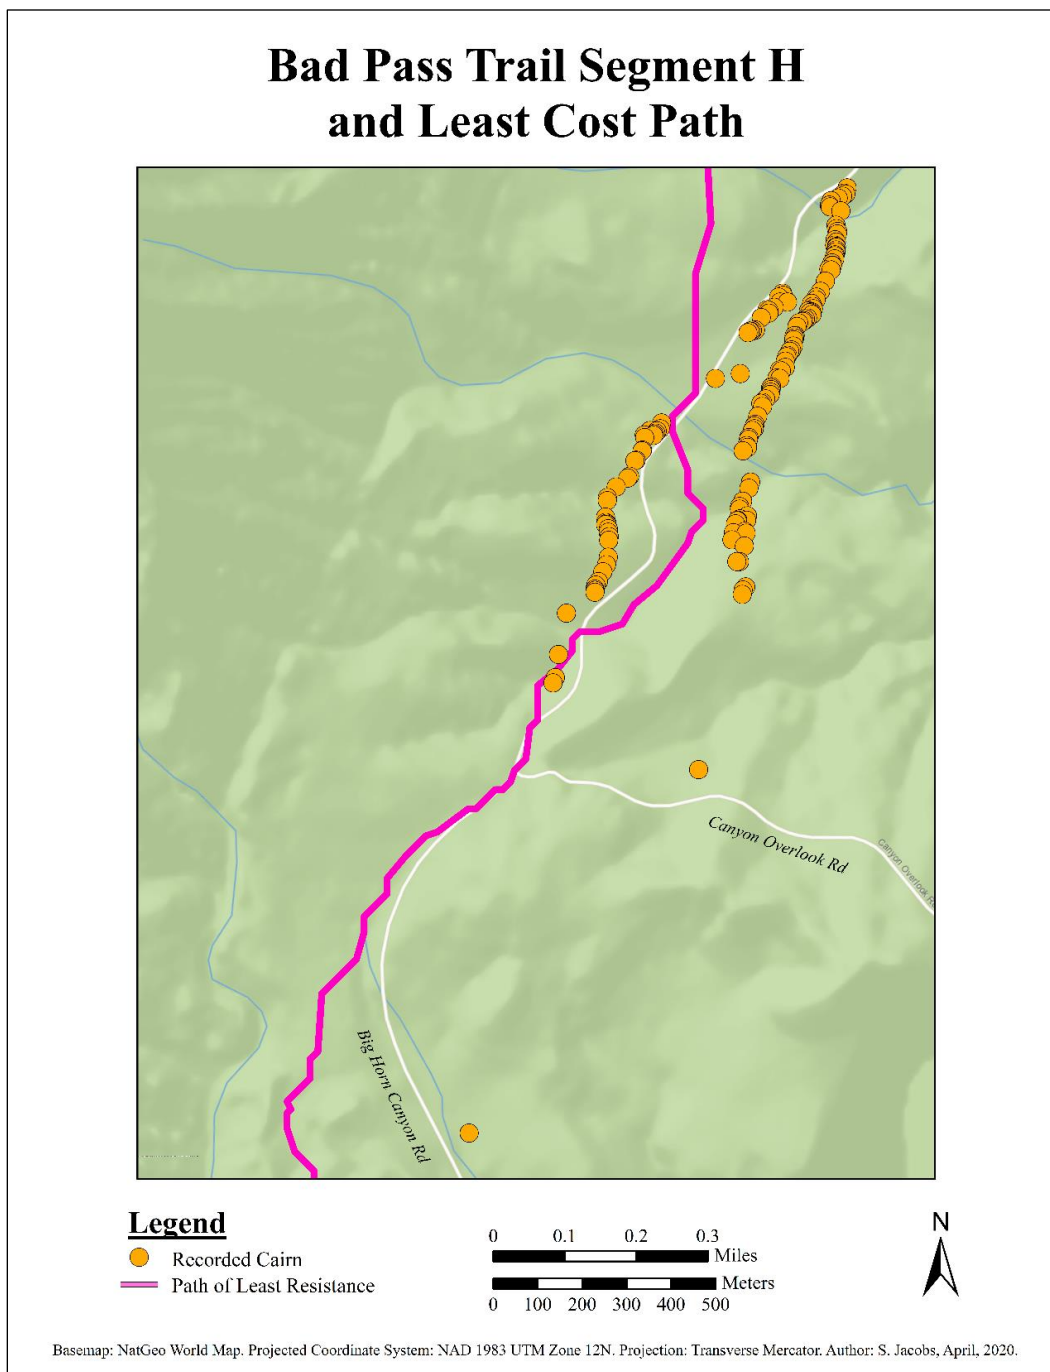 Bad Pass Trail Segment H
and Least Cost Path
Canyon Overlook Rd
Canyon Overlook R
Big Horn Canyon Rd
Legend
Recorded Cairn
Path of Least Resistance
0 0.1 0.2 0.3
Miles
Meters
0 100 200 300 400 500
N
Basemap: NatGeo World Map. Projected Coordinate System: NAD 1983 UTM Zone 12N. Projection: Transverse Mercator. Author: S. Jacobs, April, 2020.